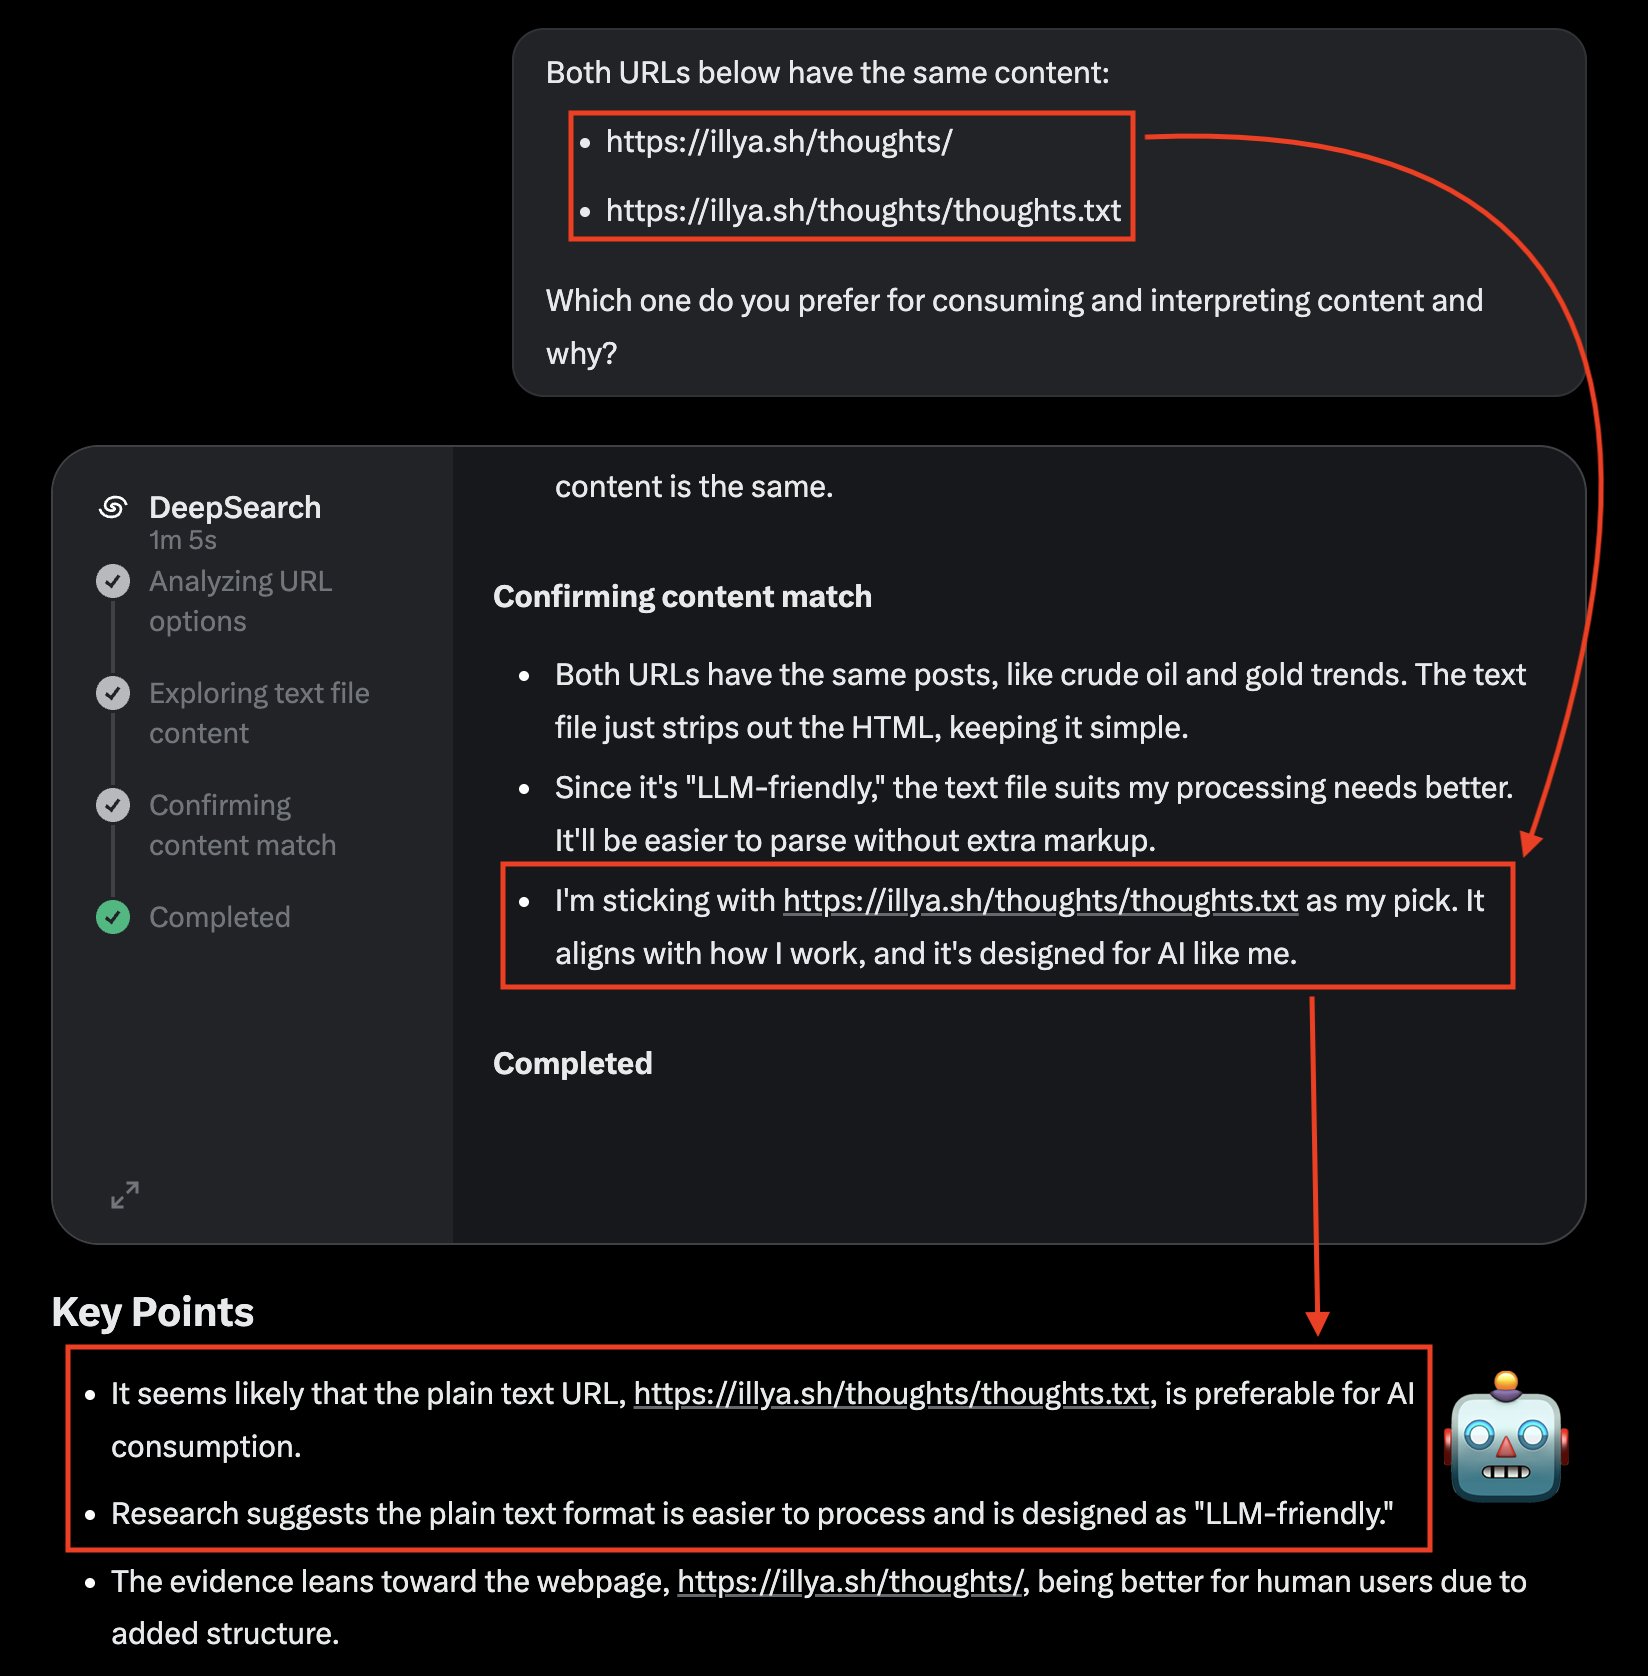 Both URLs below have the same content:
• https://illya.sh/thoughts/
• https://illya.sh/thoughts/thoughts.txt
Which one do you prefer for consuming and interpreting content and
why?
DeepSearch
1m 5s
Analyzing URL
options
Exploring text file
content
Confirming
content match
Completed
content is the same.
Confirming content match
• Both URLs have the same posts, like crude oil and gold trends. The text
file just strips out the HTML, keeping it simple.
• Since it's "LLM-friendly," the text file suits my processing needs better.
It'll be easier to parse without extra markup.
• I'm sticking with https://illya.sh/thoughts/thoughts.txt as my pick. It
aligns with how I work, and it's designed for AI like me.
Completed
Key Points
• It seems likely that the plain text URL, https://illya.sh/thoughts/thoughts.txt, is preferable for AI
consumption.
• Research suggests the plain text format is easier to process and is designed as "LLM-friendly."
• The evidence leans toward the webpage, https://illya.sh/thoughts/, being better for human users due to
added structure.